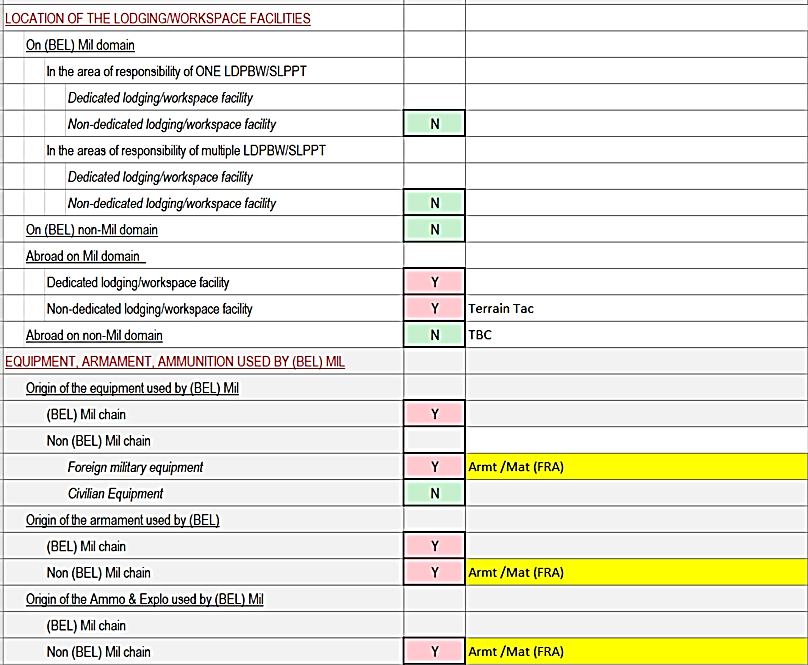 LOCATION OF THE LODGING/WORKSPACE FACILITIES
On (BEL) Mil domain
In the area of responsibility of ONE LDPBW/SLPPT
Dedicated lodging/workspace facility
Non-dedicated lodging/workspace facility N
In the areas of responsibility of multiple LDPBW/SLPPT
Dedicated lodging/workspace facility
Non-dedicated lodging/workspace facility N
On (BEL) non-Mil domain N
Abroad on Mil domain
Dedicated lodging/workspace facility Y
Non-dedicated lodging/workspace facility Y Terrain Tac
Abroad on non-Mil domain N TBC
EQUIPMENT, ARMAMENT, AMMUNITION USED BY (BEL) MIL
Origin of the equipment used by (BEL) Mil
(BEL) Mil chain Y
Non (BEL) Mil chain
Foreign military equipment Y Armt /Mat (FRA)
Civilian Equipment N
Origin of the armament used by (BEL)
(BEL) Mil chain Y
Non (BEL) Mil chain Y Armt /Mat (FRA)
Origin of the Ammo & Explo used by (BEL) Mil
(BEL) Mil chain
Non (BEL) Mil chain Y Armt /Mat (FRA)